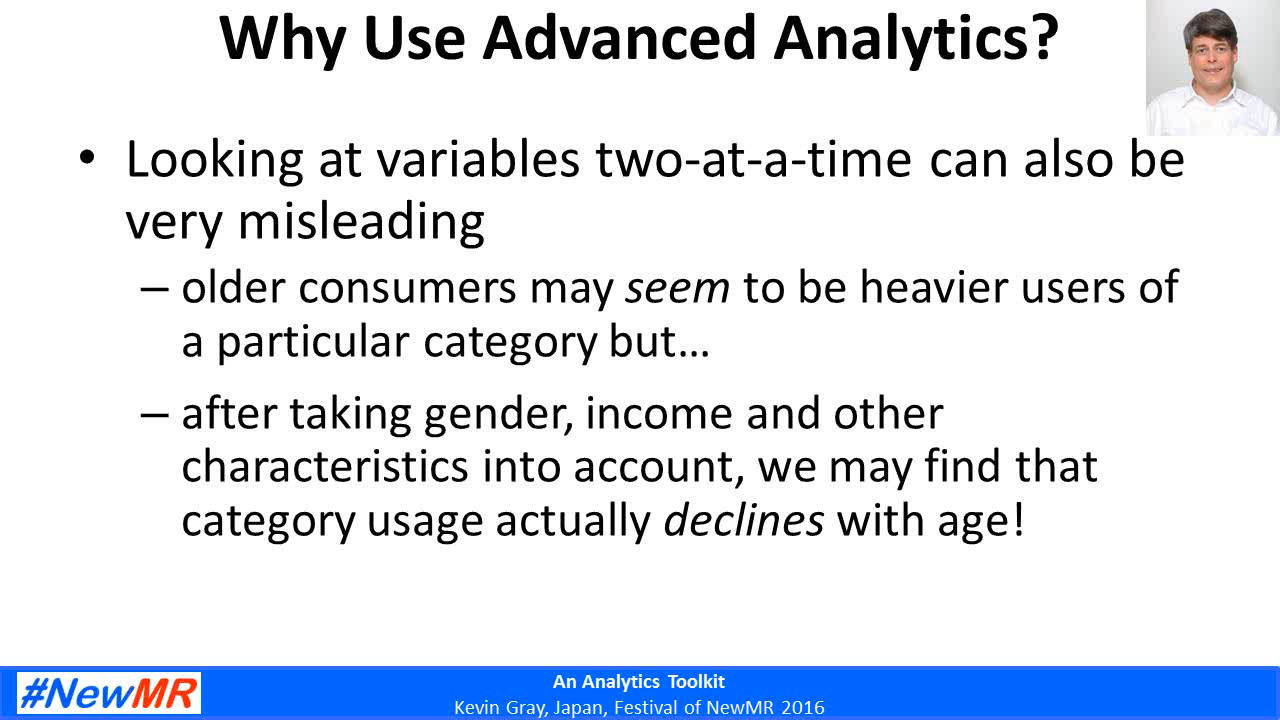 Why Use Advanced Analytics?
• Looking at variables two-at-a-time can also be
very misleading
– older consumers may seem to be heavier users of
a particular category but…
– after taking gender, income and other
characteristics into account, we may find that
category usage actually declines with age!
#NewMR
An Analytics Toolkit
Kevin Gray, Japan, Festival of NewMR 2016